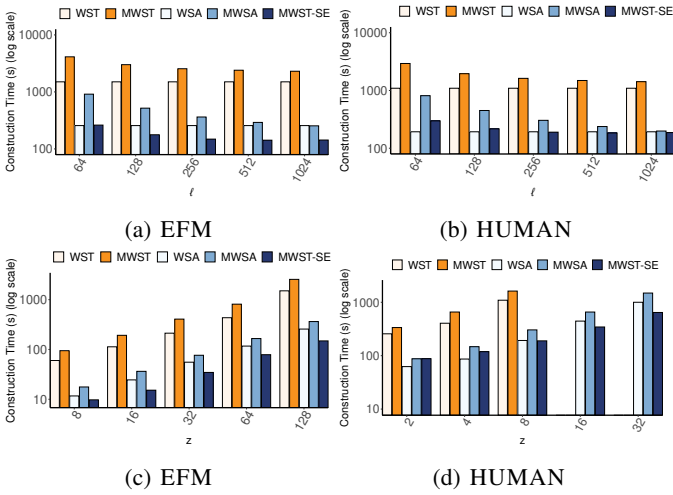 WST MWST WSA MWSA MWST-SE
Construction Time (s) (log scale)
10000
1000
100
64 128 256 512 1024
ℓ
(a) EFM
WST MWST WSA MWSA MWST-SE
Construction Time (s) (log scale)
10000
1000
100
64 128 256 512 1024
ℓ
(b) HUMAN
WST MWST WSA MWSA MWST-SE
Construction Time (s) (log scale)
1000
100
10
8 16 32 64 128
z
(c) EFM
WST MWST WSA MWSA MWST-SE
Construction Time (s) (log scale)
1000
100
10
2 4 8 16 32
z
(d) HUMAN